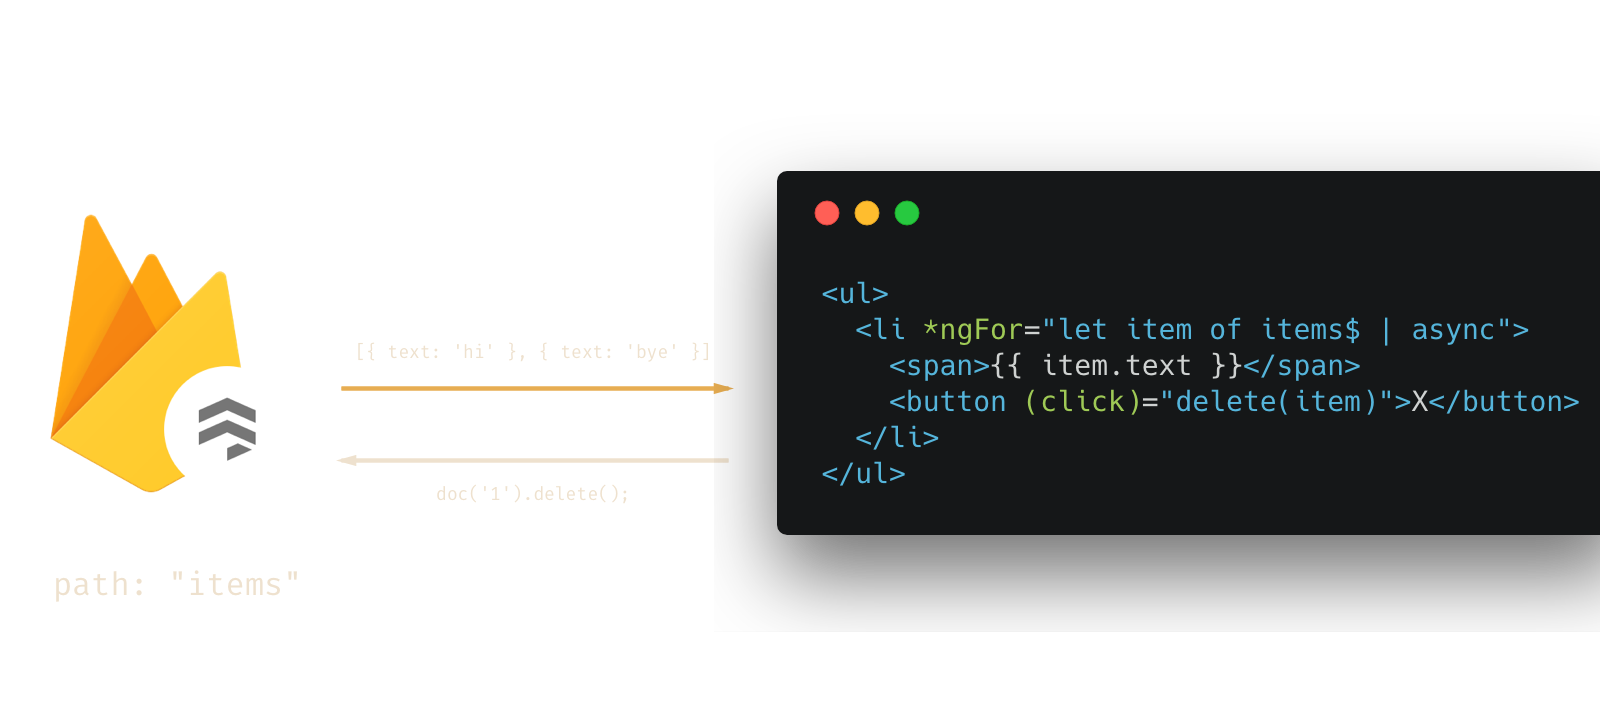 [{ text: 'hi' }, { text: 'bye' }]
doc('1').delete();
path: "items"
<ul>
  <li *ngFor="let item of items$ | async">
    <span>{{ item.text }}</span>
    <button (click)="delete(item)">X</button>
  </li>
</ul>